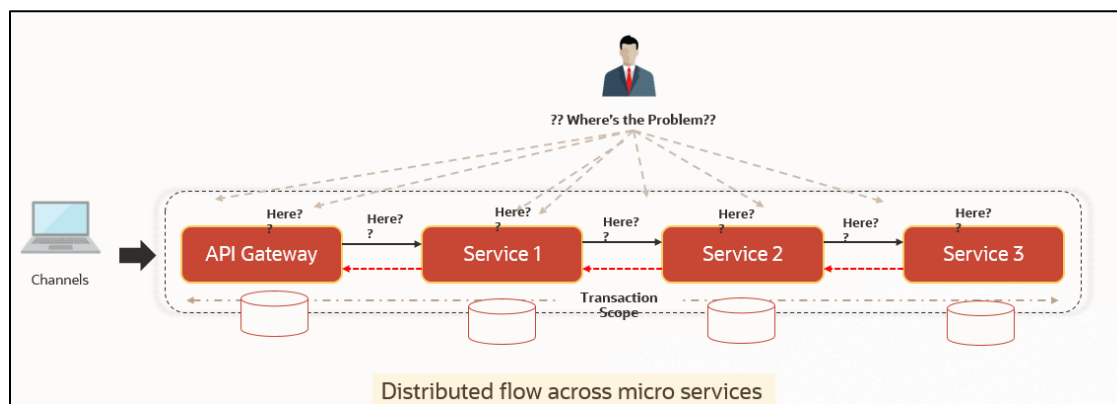 ?? Where's the Problem??
Here?
?
Here?
?
Here?
?
Here?
?
Here?
?
Here?
?
Here?
?
API Gateway
Service 1
Service 2
Service 3
Channels
Transaction
Scope
Distributed flow across micro services